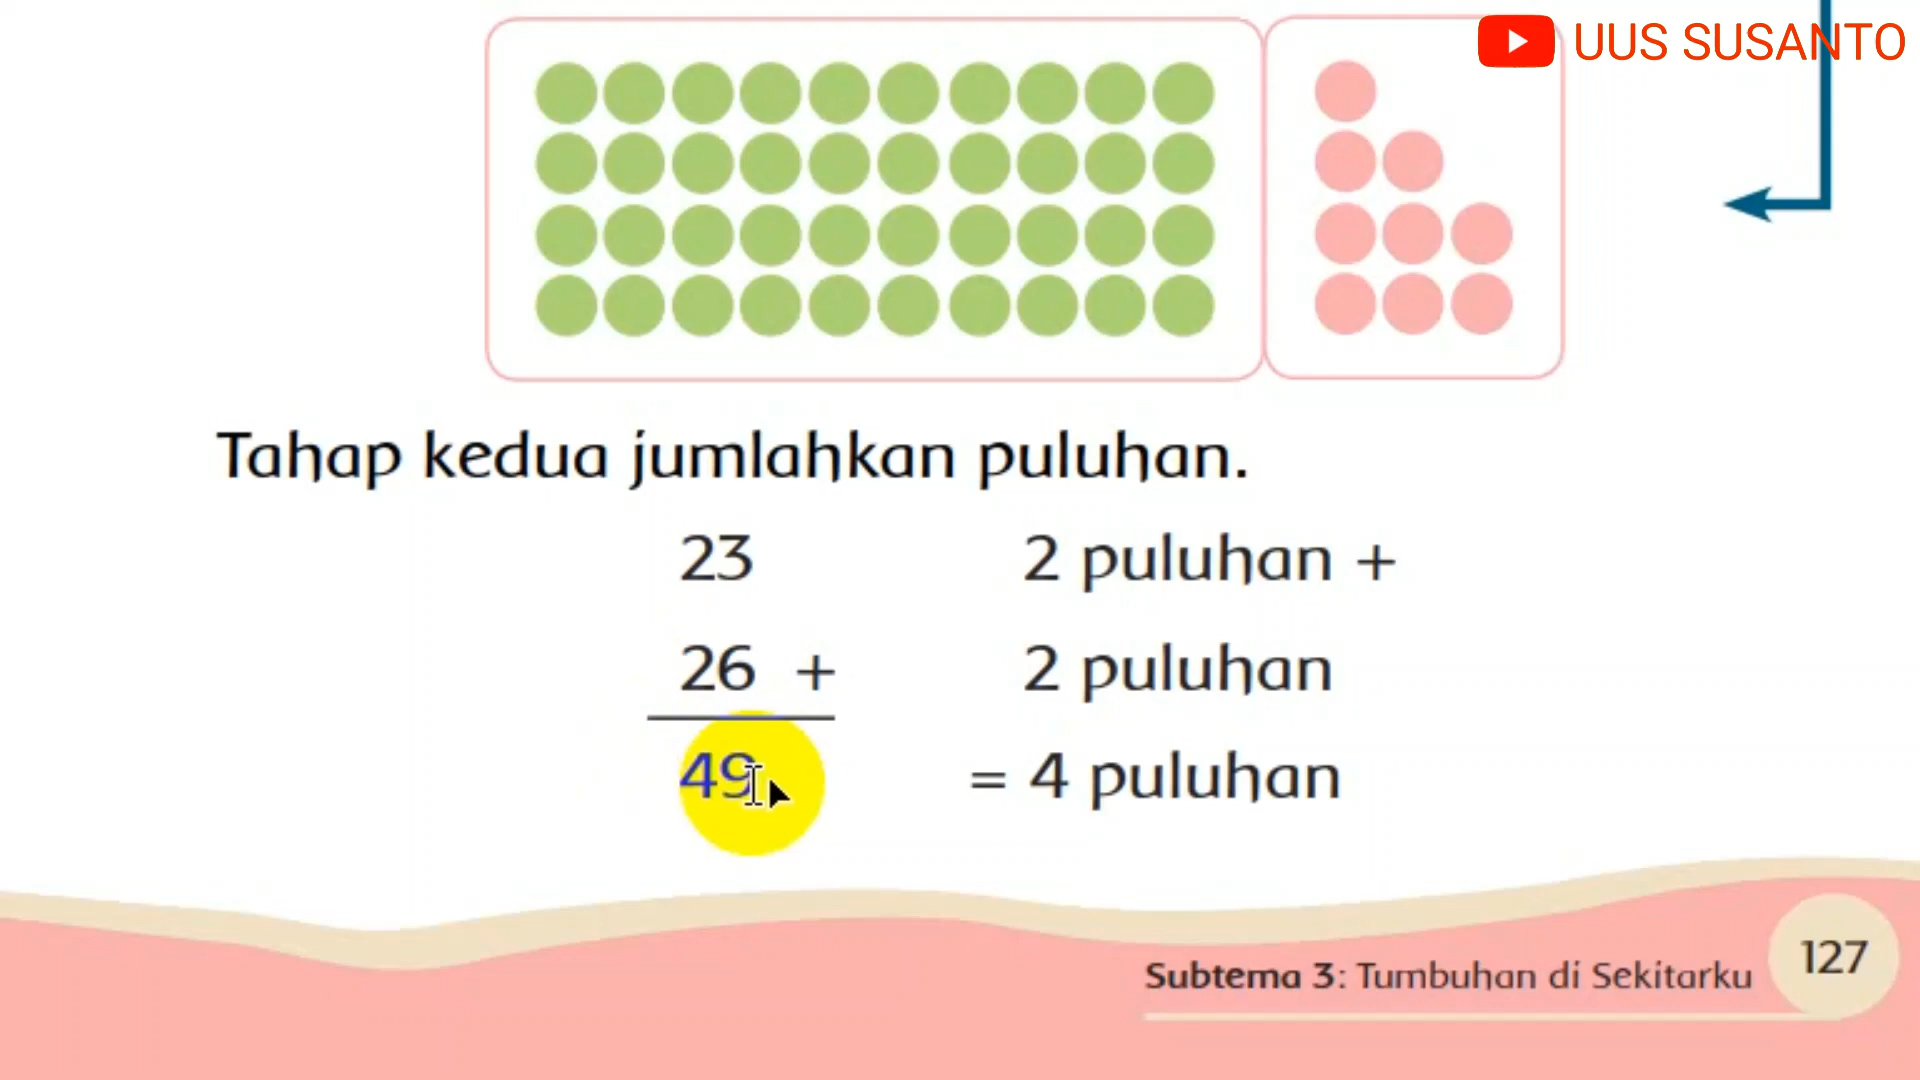 UUS SUSANTO
Tahap kedua jumlahkan puluhan.
23 2 puluhan +
26 + 2 puluhan
49 = 4 puluhan
Subtema 3: Tumbuhan di Sekitarku 127